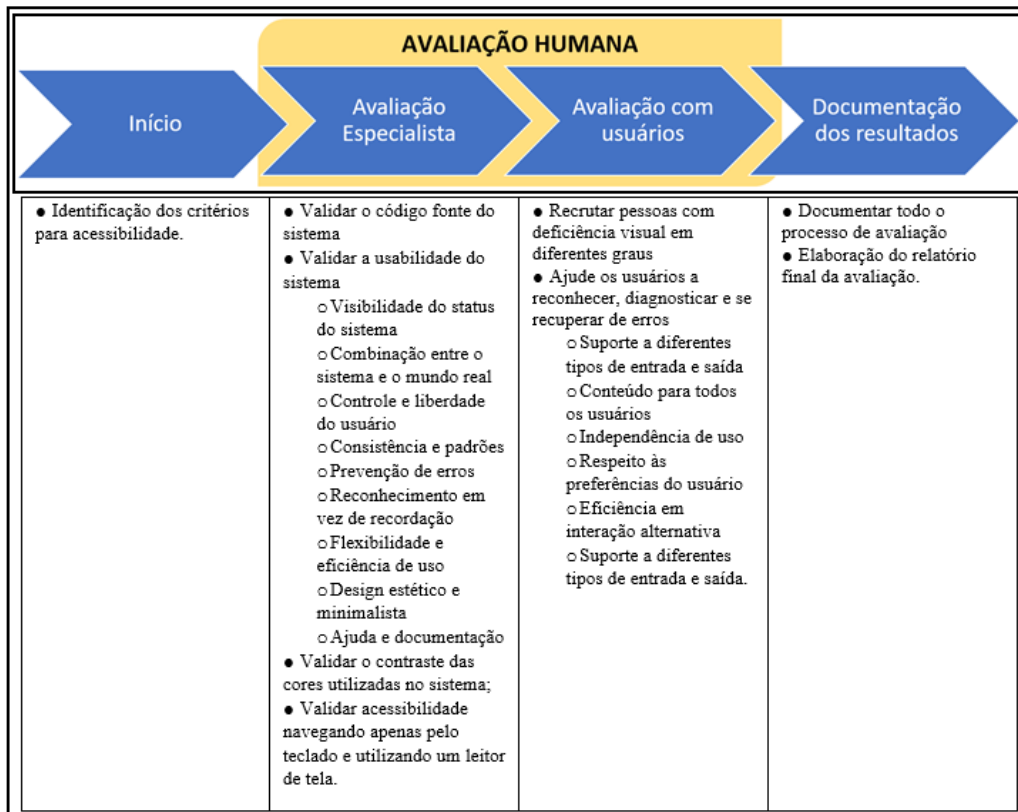 AVALIAÇÃO HUMANA
Início
Avaliação
Especialista
Avaliação com
usuários
Documentação
dos resultados
● Identificação dos critérios
para acessibilidade.
● Validar o código fonte do
sistema
● Validar a usabilidade do
sistema
o Visibilidade do status
do sistema
o Combinação entre o
sistema e o mundo real
o Controle e liberdade
do usuário
o Consistência e padrões
o Prevenção de erros
o Reconhecimento em
vez de recordação
o Flexibilidade e
eficiência de uso
o Design estético e
minimalista
o Ajuda e documentação
● Validar o contraste das
cores utilizadas no sistema;
● Validar acessibilidade
navegando apenas pelo
teclado e utilizando um leitor
de tela.
● Recrutar pessoas com
deficiência visual em
diferentes graus
● Ajude os usuários a
reconhecer, diagnosticar e se
recuperar de erros
o Suporte a diferentes
tipos de entrada e saída
o Conteúdo para todos
os usuários
o Independência de uso
o Respeito às
preferências do usuário
o Eficiência em
interação alternativa
o Suporte a diferentes
tipos de entrada e saída.
● Documentar todo o
processo de avaliação
● Elaboração do relatório
final da avaliação.